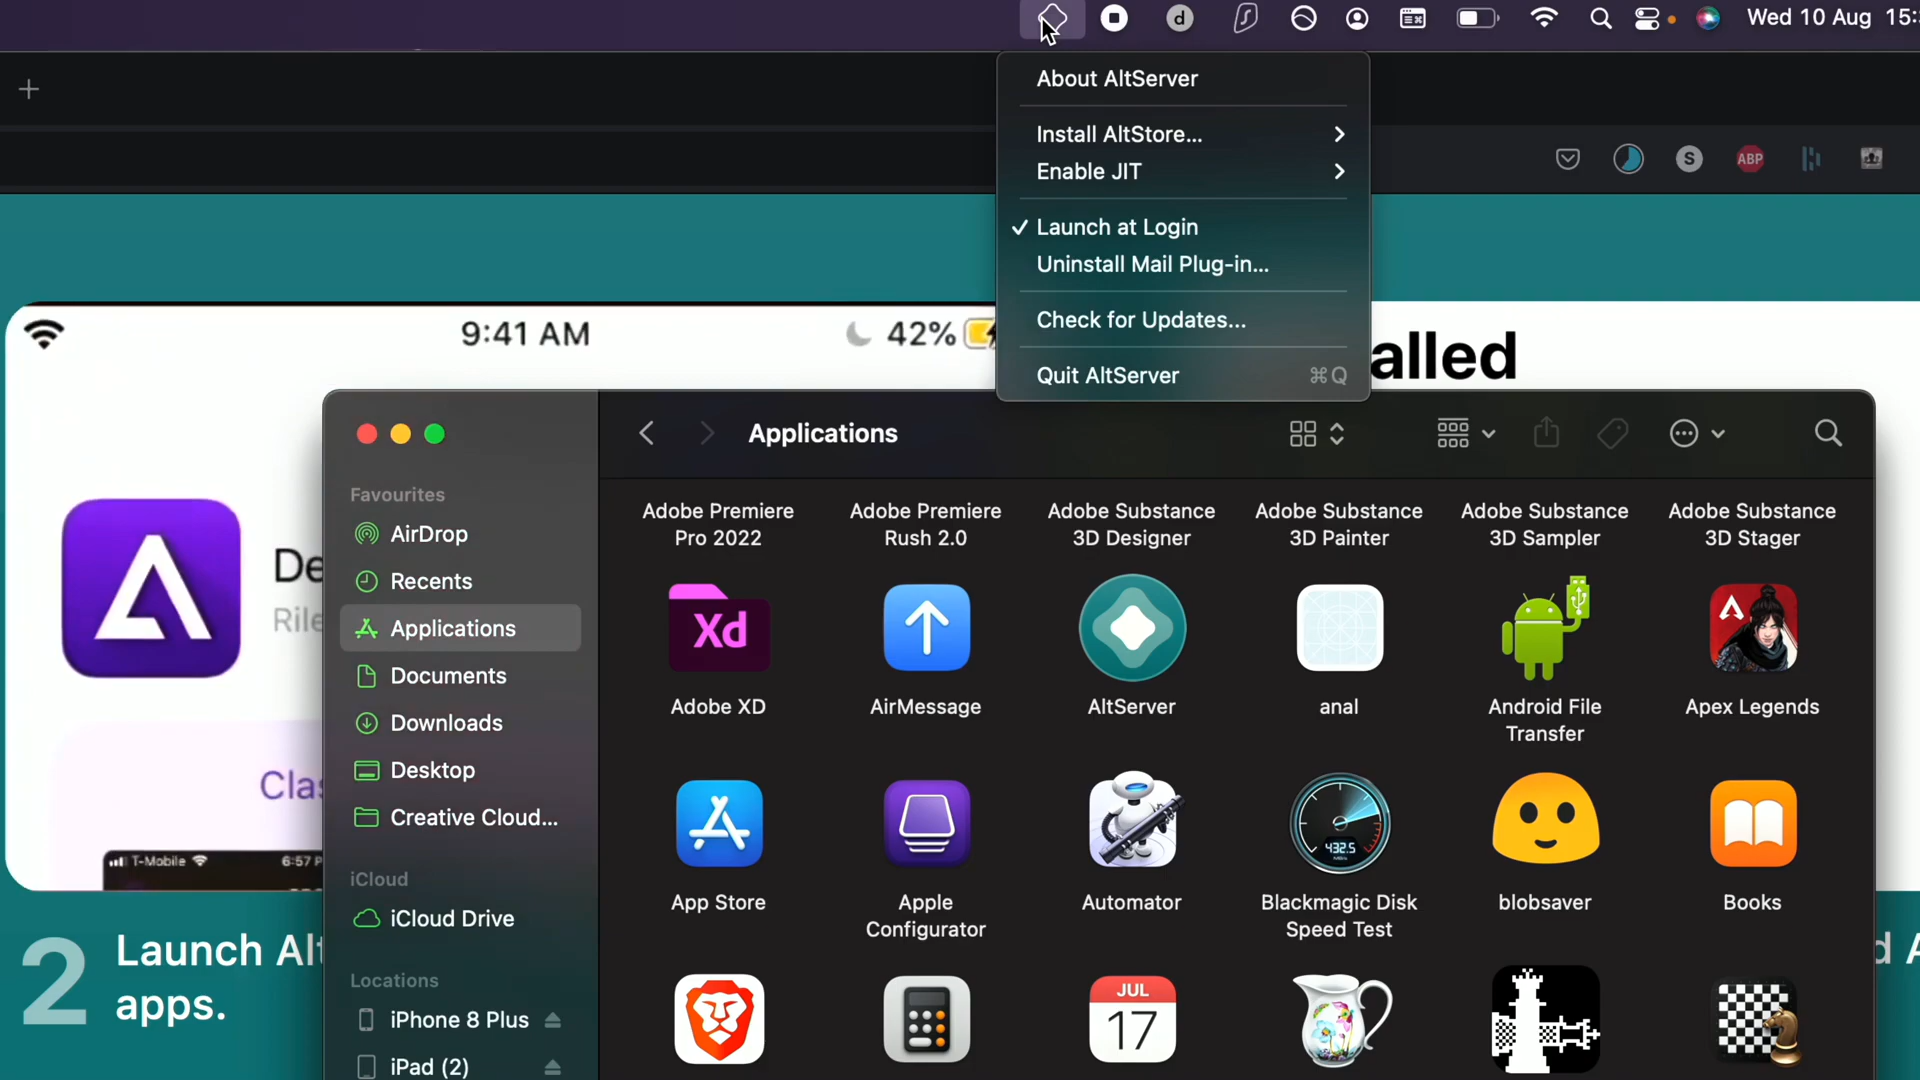 d
Wed 10 Aug 15:
About AltServer
Install AltStore...
Enable JIT
Launch at Login
Uninstall Mail Plug-in...
Check for Updates...
Quit AltServer ⌘Q
S
ABP
9:41 AM
42%
alled
De
Rile
Clas
T-Mobile
6:57 P
2
Launch Alt
apps.
d A
Applications
Favourites
AirDrop
Recents
Applications
Documents
Downloads
Desktop
Creative Cloud...
iCloud
iCloud Drive
Locations
iPhone 8 Plus
iPad (2)
Adobe Premiere
Pro 2022
Adobe Premiere
Rush 2.0
Adobe Substance
3D Designer
Adobe Substance
3D Painter
Adobe Substance
3D Sampler
Adobe Substance
3D Stager
Xd
Adobe XD
AirMessage
AltServer
anal
Android File
Transfer
Apex Legends
App Store
Apple
Configurator
Automator
432.5
Blackmagic Disk
Speed Test
blobsaver
Books
JUL
17